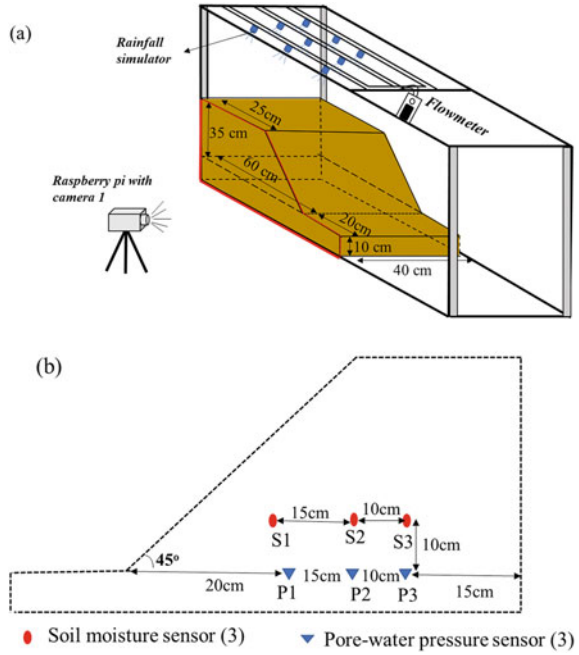 (a)
Rainfall
simulator
Flowmeter
25cm
35 cm
60 cm
Raspberry pi with
camera 1
20cm
10 cm
40 cm
(b)
15cm
10cm
S1
S2
S3
10cm
45°
20cm
P1
15cm
P2
10cm
P3
15cm
Soil moisture sensor (3)
Pore-water pressure sensor (3)